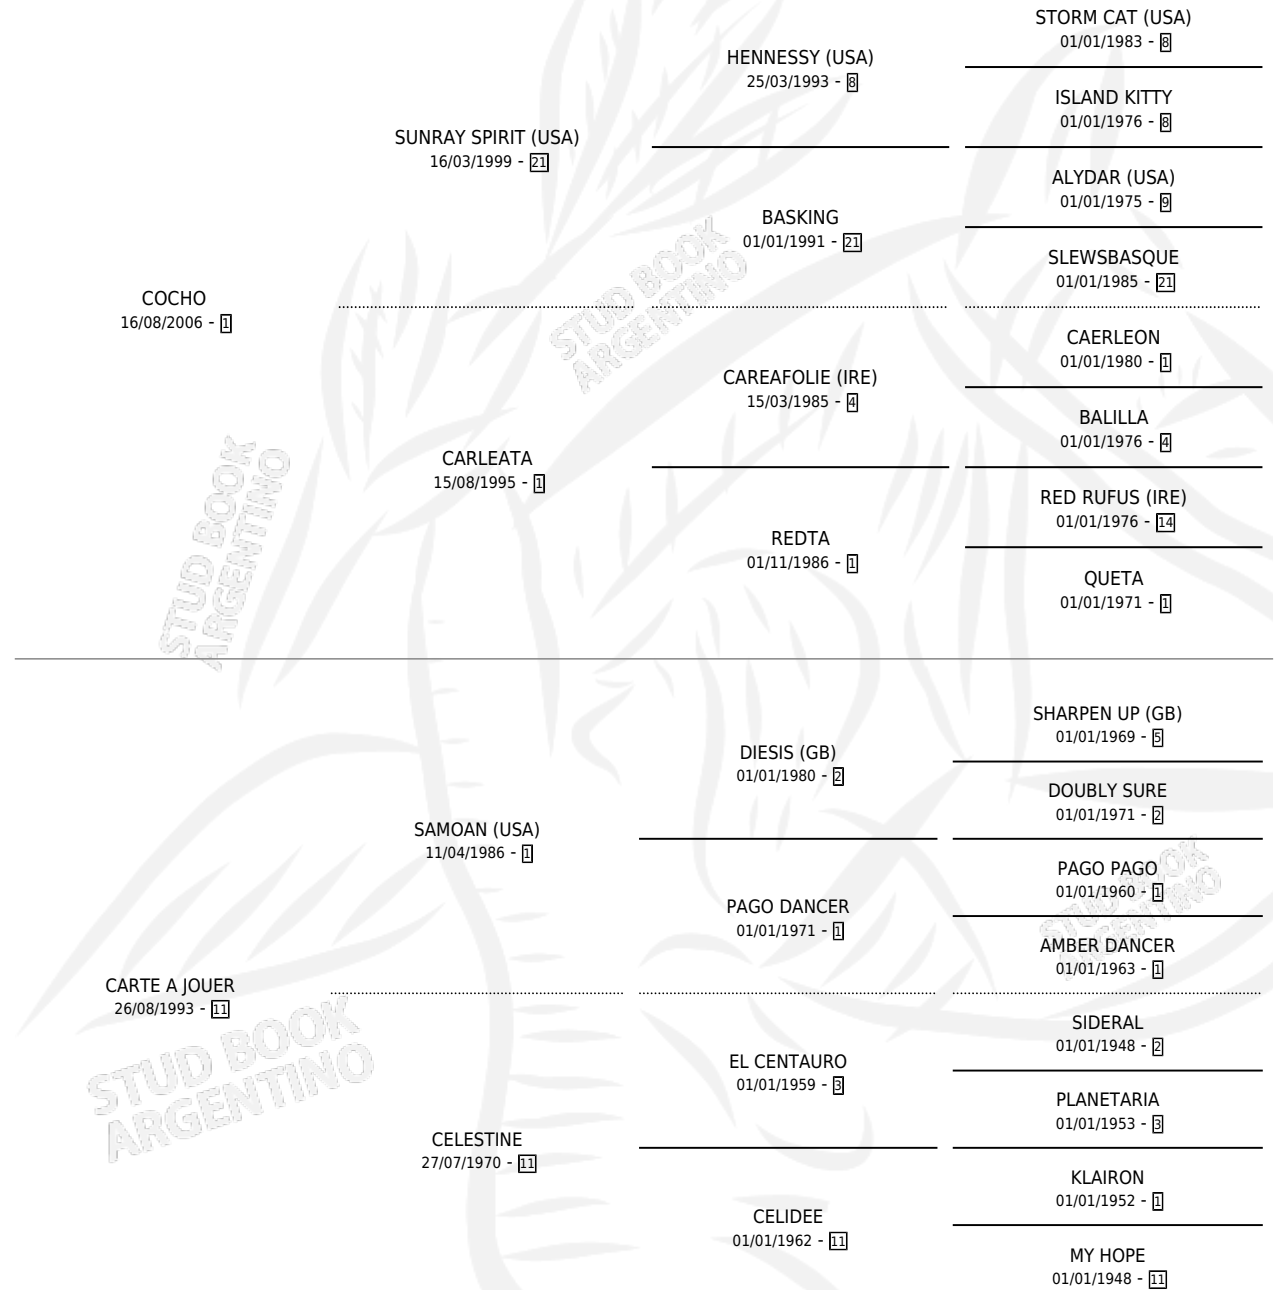 STORM CAT (USA)
01/01/1983 - 8
HENNESSY (USA)
25/03/1993 - 8
ISLAND KITTY
01/01/1976 - 8
SUNRAY SPIRIT (USA)
16/03/1999 - 21
ALYDAR (USA)
01/01/1975 - 9
BASKING
01/01/1991 - 21
SLEWSBASQUE
01/01/1985 - 21
COCHO
16/08/2006 - 1
CAERLEON
01/01/1980 - 1
CAREAFOLIE (IRE)
15/03/1985 - 4
BALILLA
01/01/1976 - 4
CARLEATA
15/08/1995 - 1
RED RUFUS (IRE)
01/01/1976 - 14
REDTA
01/11/1986 - 1
QUETA
01/01/1971 - 1
SHARPEN UP (GB)
01/01/1969 - 5
DIESIS (GB)
01/01/1980 - 2
DOUBLY SURE
01/01/1971 - 2
SAMOAN (USA)
11/04/1986 - 1
PAGO PAGO
01/01/1960 - 1
PAGO DANCER
01/01/1971 - 1
AMBER DANCER
01/01/1963 - 1
CARTE A JOUER
26/08/1993 - 11
SIDERAL
01/01/1948 - 2
EL CENTAURO
01/01/1959 - 3
PLANETARIA
01/01/1953 - 3
CELESTINE
27/07/1970 - 11
KLAIRON
01/01/1952 - 1
CELIDEE
01/01/1962 - 11
MY HOPE
01/01/1948 - 11
STUD BOOK
ARGENTINO
STUD BOOK
ARGENTINO
STUD BOOK
ARGENTINO
STUD BOOK
ARGENTINO